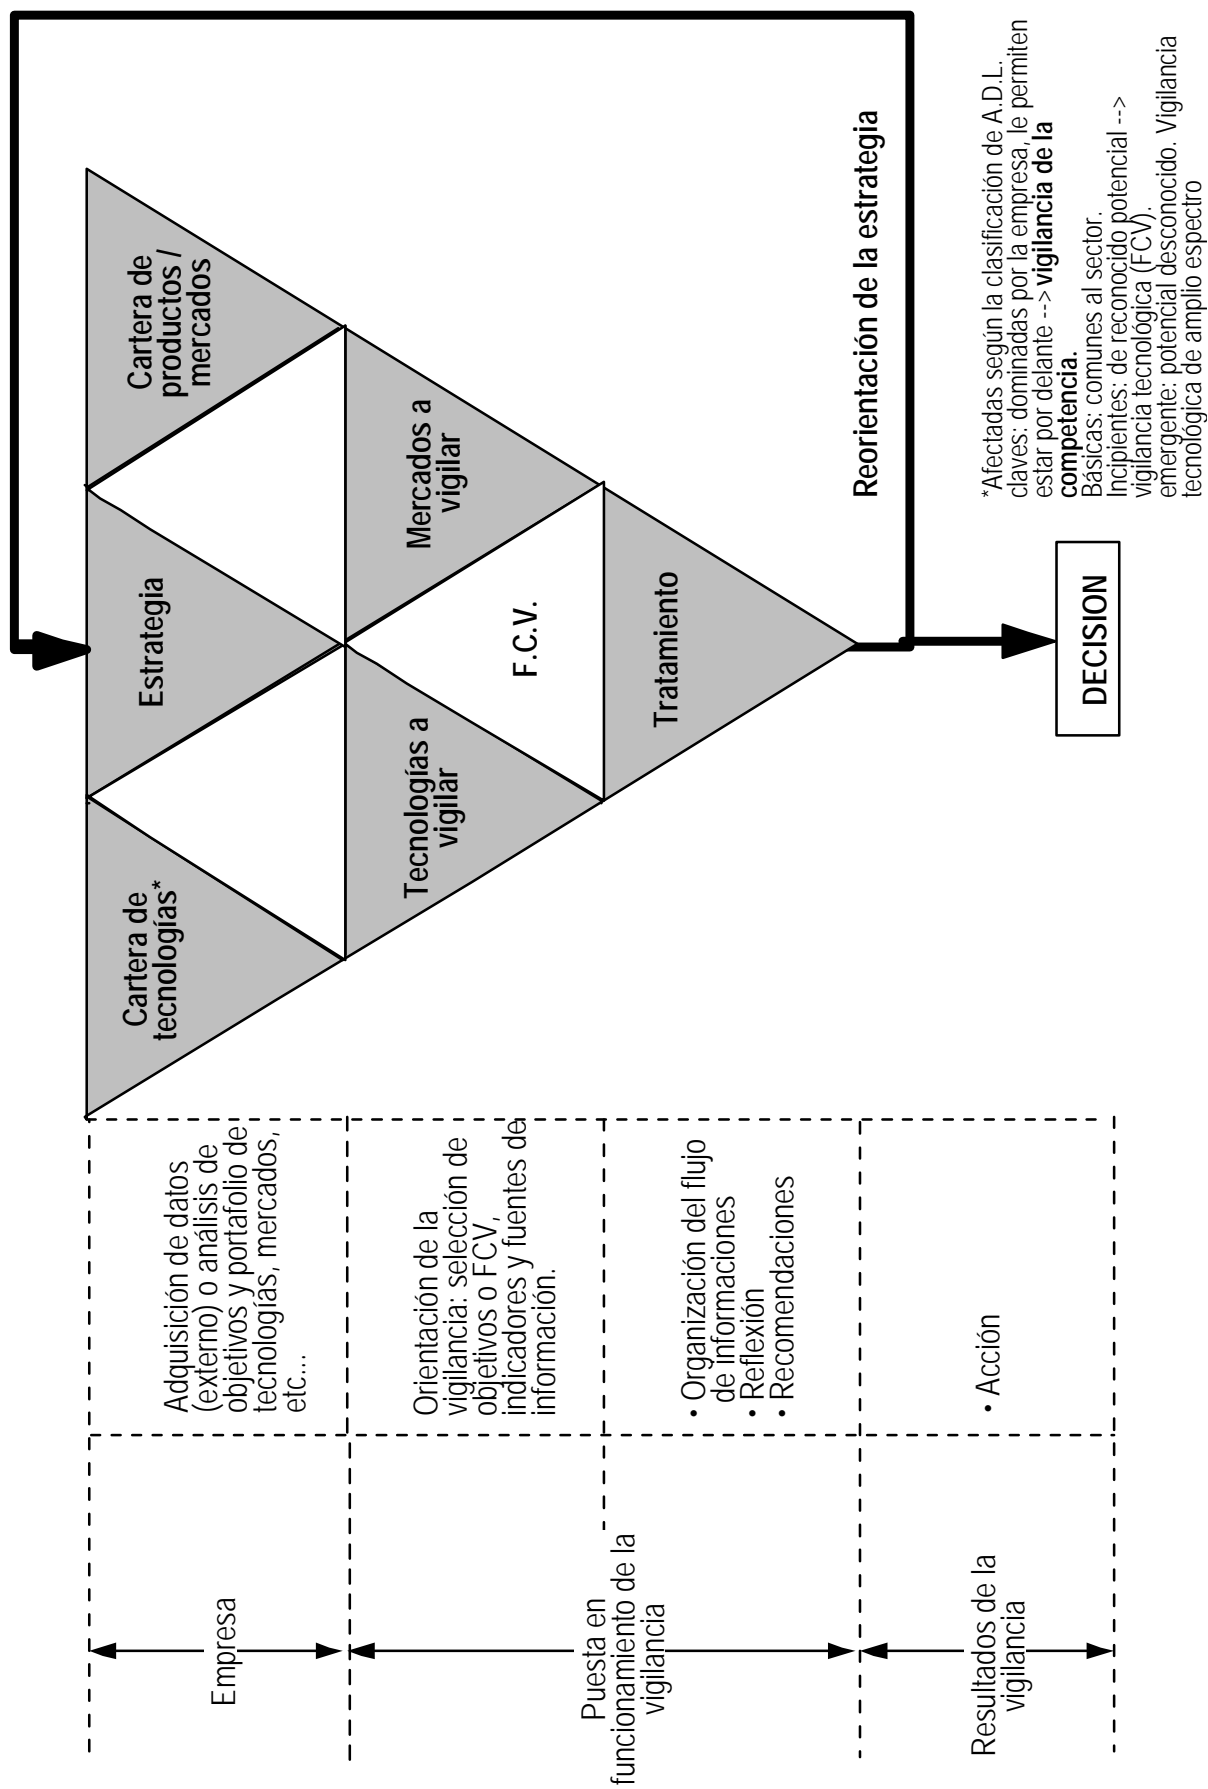 Empresa
Adquisición de datos
(externo) o análisis de
objetivos y portafolio de
tecnologías, mercados,
etc...
Cartera de
tecnologías*
Estrategia
Cartera de
productos /
mercados
Puesta en
funcionamiento de la
vigilancia
Orientación de la
vigilancia: selección de
objetivos o FCV,
indicadores y fuentes de
información.
Tecnologías a
vigilar
Mercados a
vigilar
F.C.V.
• Organización del flujo
de informaciones
• Reflexión
• Recomendaciones
Tratamiento
Reorientación de la estrategia
Resultados de la
vigilancia
• Acción
DECISION
*Afectadas según la clasificación de A.D.L.
claves: dominadas por la empresa, le permiten
estar por delante --> vigilancia de la
competencia.
Básicas: comunes al sector.
Incipientes: de reconocido potencial -->
vigilancia tecnológica (FCV).
emergente: potencial desconocido. Vigilancia
tecnológica de amplio espectro